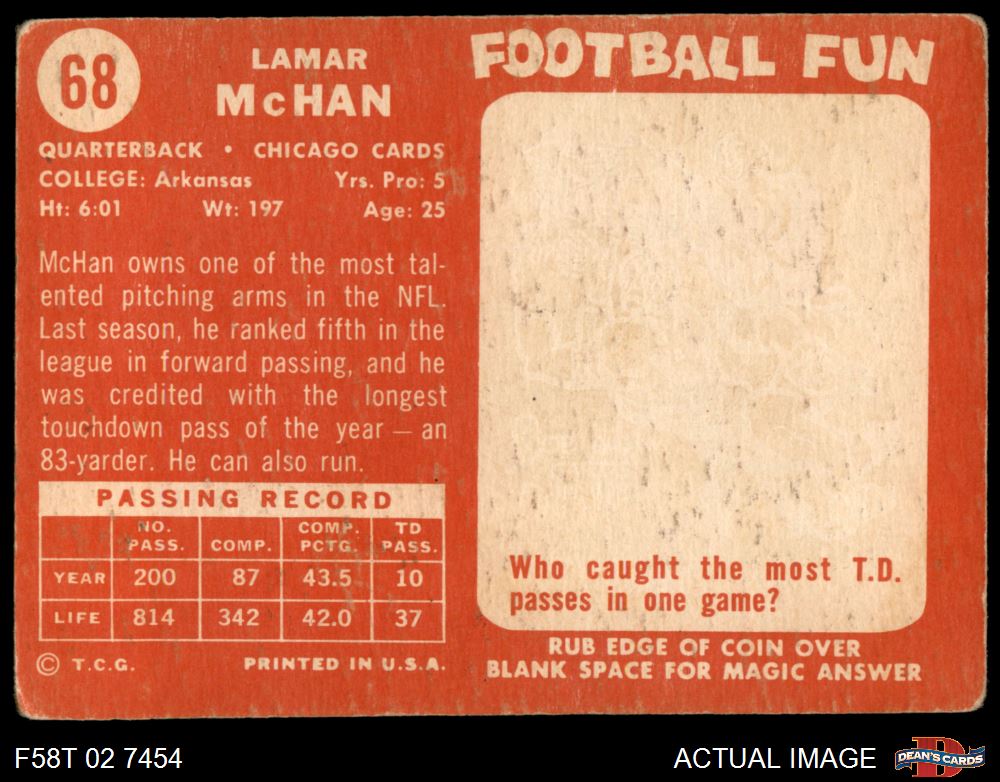 68
LAMAR
McHAN
QUARTERBACK • CHICAGO CARDS
COLLEGE: Arkansas Yrs. Pro: 5
Ht: 6:01 Wt: 197 Age: 25
McHan owns one of the most tal-
ented pitching arms in the NFL.
Last season, he ranked fifth in the
league in forward passing, and he
was credited with the longest
touchdown pass of the year — an
83-yarder. He can also run.
PASSING RECORD
NO. PASS. COMP. COMP. PCTG. TD PASS.
YEAR 200 87 43.5 10
LIFE 814 342 42.0 37
© T.C.G. PRINTED IN U.S.A.
FOOTBALL FUN
Who caught the most T.D.
passes in one game?
RUB EDGE OF COIN OVER
BLANK SPACE FOR MAGIC ANSWER
F58T 02 7454 ACTUAL IMAGE
D
DEAN'S CARDS